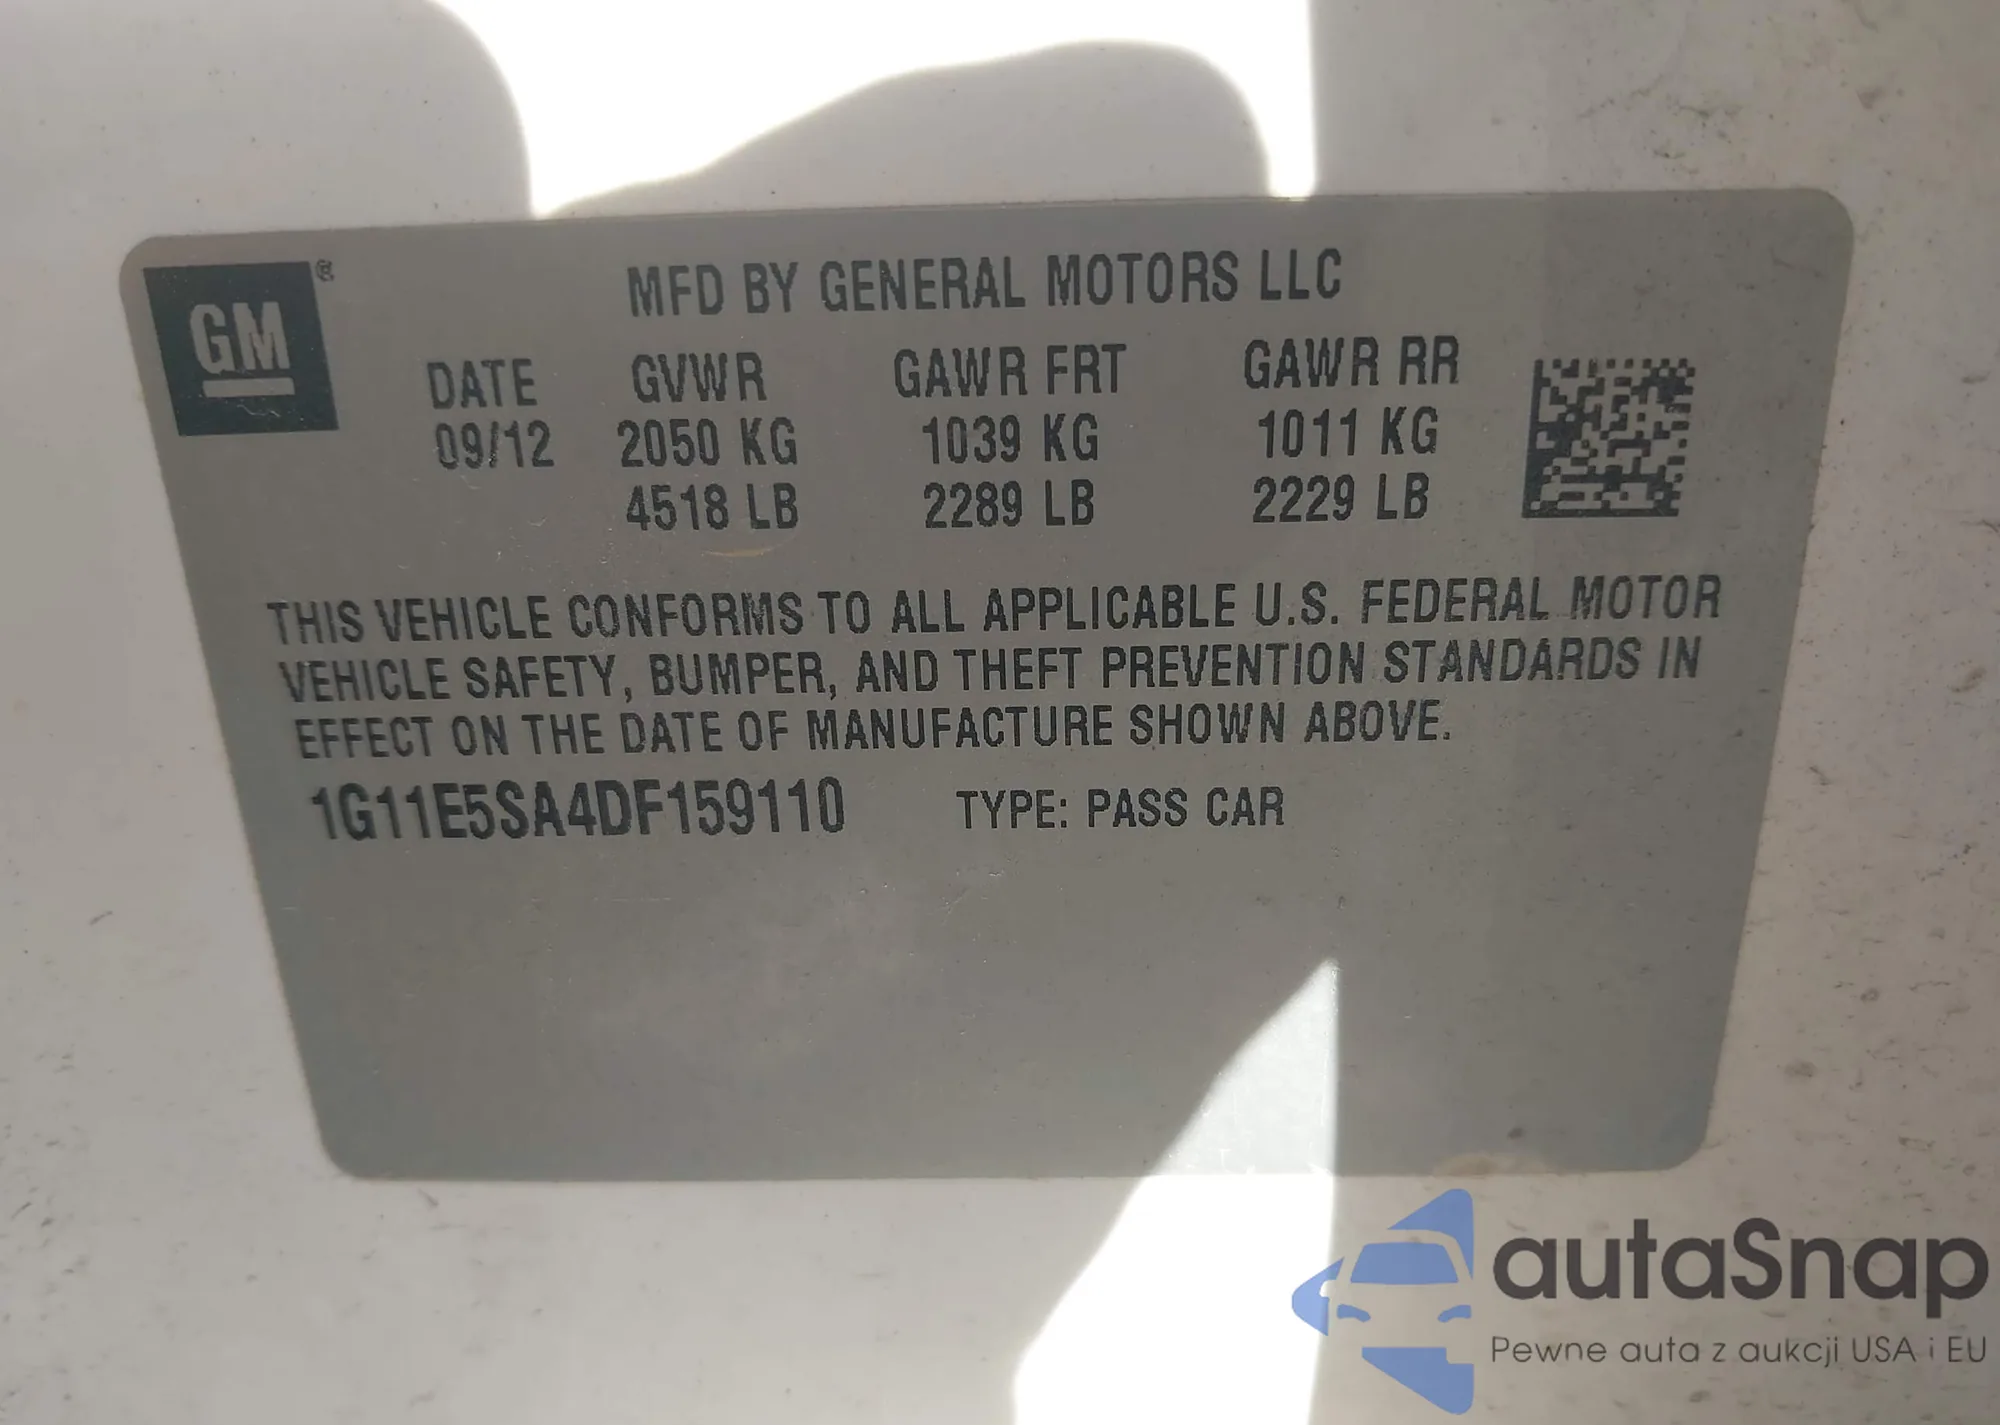 GM ®
MFD BY GENERAL MOTORS LLC
DATE GVWR GAWR FRT GAWR RR
09/12 2050 KG 1039 KG 1011 KG
4518 LB 2289 LB 2229 LB
THIS VEHICLE CONFORMS TO ALL APPLICABLE U.S. FEDERAL MOTOR
VEHICLE SAFETY, BUMPER, AND THEFT PREVENTION STANDARDS IN
EFFECT ON THE DATE OF MANUFACTURE SHOWN ABOVE.
1G11E5SA4DF159110 TYPE: PASS CAR
autaSnap
Pewne auta z aukcji USA i EU